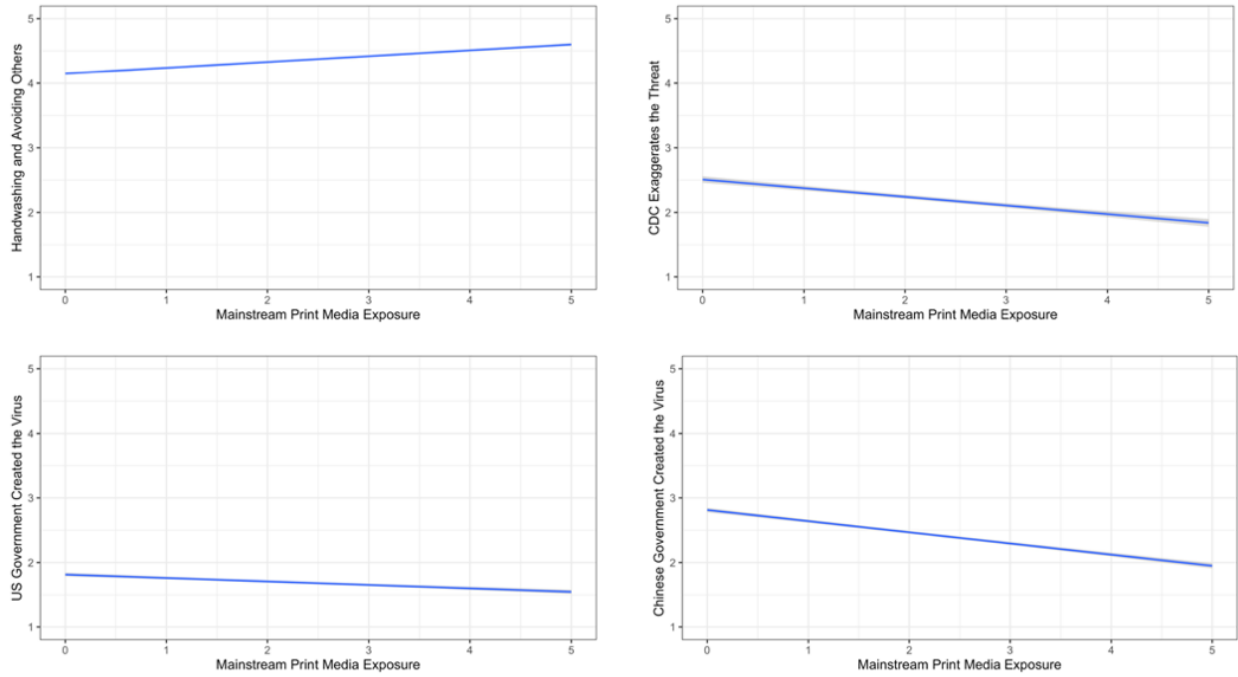 Handwashing and Avoiding Others
5
4
3
2
1
0 1 2 3 4 5
Mainstream Print Media Exposure
CDC Exaggerates the Threat
5
4
3
2
1
0 1 2 3 4 5
Mainstream Print Media Exposure
US Government Created the Virus
5
4
3
2
1
0 1 2 3 4 5
Mainstream Print Media Exposure
Chinese Government Created the Virus
5
4
3
2
1
0 1 2 3 4 5
Mainstream Print Media Exposure